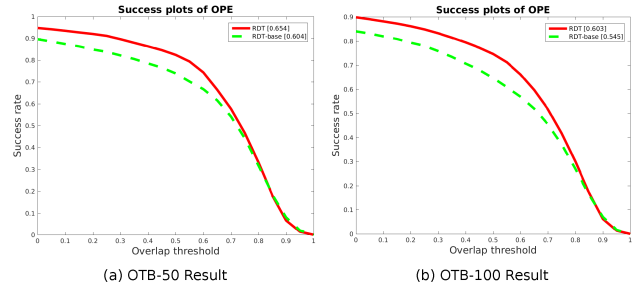 Success plots of OPE
RDT [0.654]
RDT-base [0.604]
Success rate
1
0.9
0.8
0.7
0.6
0.5
0.4
0.3
0.2
0.1
0
0 0.1 0.2 0.3 0.4 0.5 0.6 0.7 0.8 0.9 1
Overlap threshold
(a) OTB-50 Result
Success plots of OPE
RDT [0.603]
RDT-base [0.545]
Success rate
0.9
0.8
0.7
0.6
0.5
0.4
0.3
0.2
0.1
0
0 0.1 0.2 0.3 0.4 0.5 0.6 0.7 0.8 0.9 1
Overlap threshold
(b) OTB-100 Result